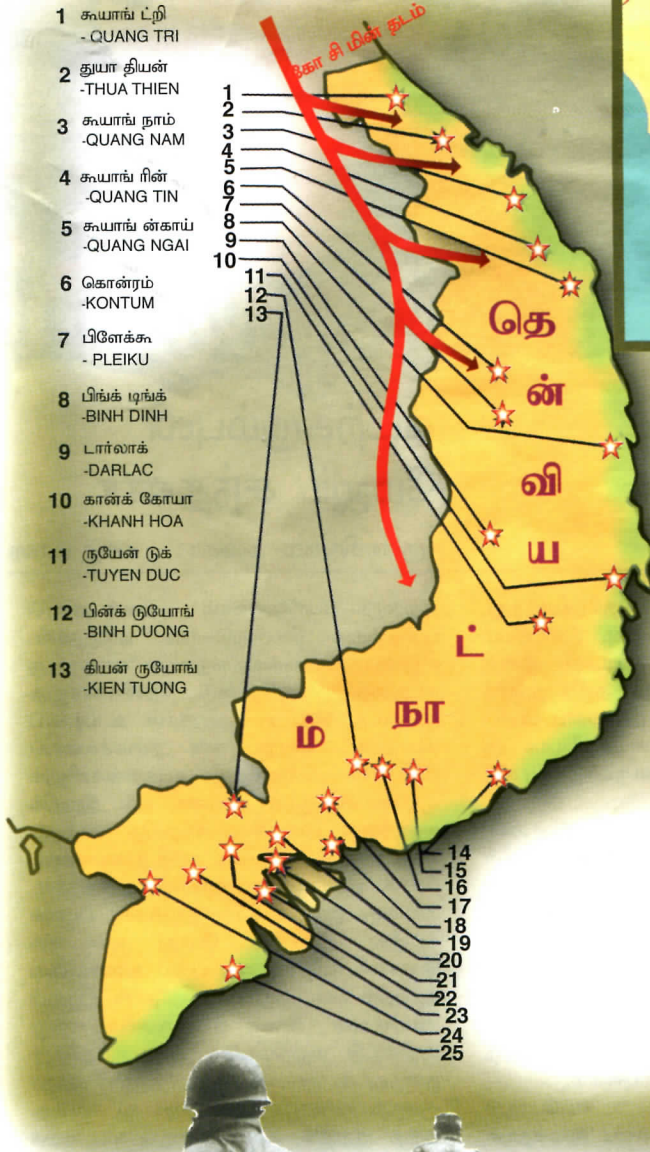 1 கூயாங் ட்றி
- QUANG TRI
2 துயா தியன்
-THUA THIEN
3 கூயாங் நாம்
-QUANG NAM
4 கூயாங் ரின்
-QUANG TIN
5 கூயாங் ன்காய்
-QUANG NGAI
6 கொன்ரம்
-KONTUM
7 பிளேக்கூ
- PLEIKU
8 பிங்க் டிங்க்
-BINH DINH
9 டார்லாக்
-DARLAC
10 கான்க் கோயா
-KHANH HOA
11 ருயேன் டுக்
-TUYEN DUC
12 பின்க் டுயோங்
-BINH DUONG
13 கியன் ருயோங்
-KIEN TUONG
கோ சி மின் தடம்
1
2
3
4
5
6
7
8
9
10
11
12
13
தெ
ன்
வி
ய
ட்
நா
ம்
14
15
16
17
18
19
20
21
22
23
24
25